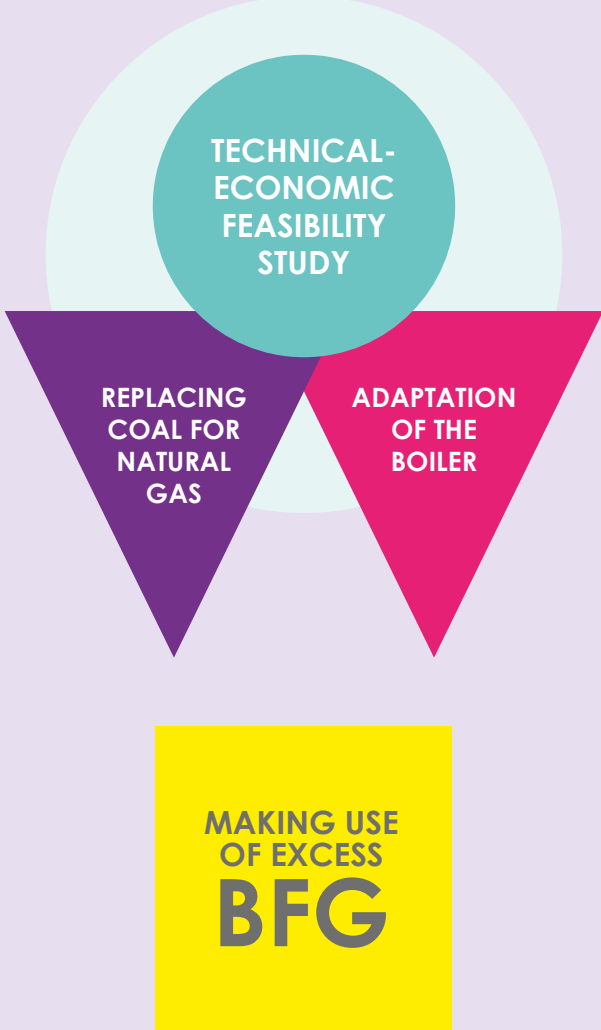 TECHNICAL-
ECONOMIC
FEASIBILITY
STUDY
REPLACING
COAL FOR
NATURAL
GAS
ADAPTATION
OF THE
BOILER
MAKING USE
OF EXCESS
BFG